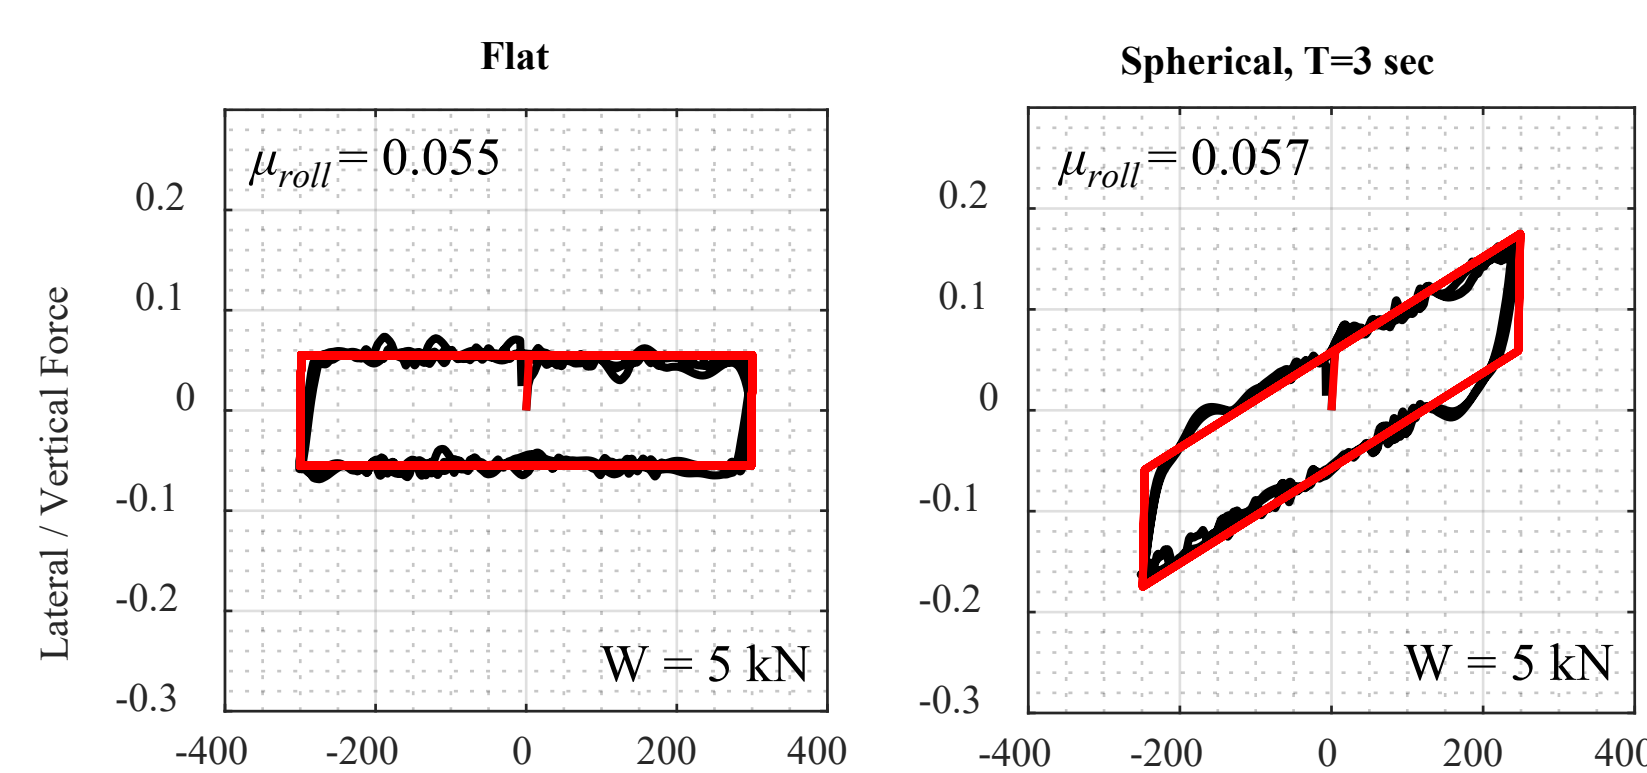 Flat
Spherical, T=3 sec
Lateral / Vertical Force
μroll = 0.055
0.2
0.1
0
-0.1
-0.2
-0.3
W = 5 kN
-400 -200 0 200 400
μroll = 0.057
0.2
0.1
0
-0.1
-0.2
-0.3
W = 5 kN
-400 -200 0 200